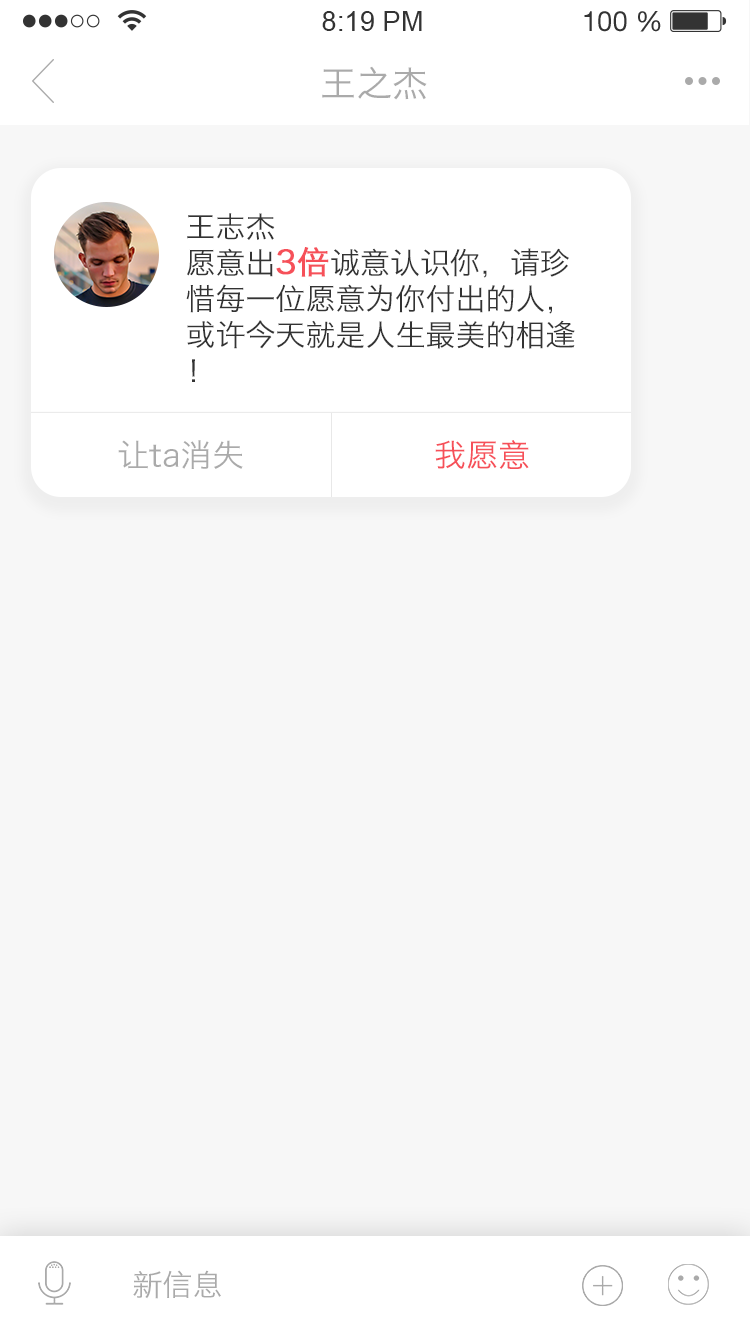 8:19 PM
100 %
王之杰
王志杰
愿意出3倍诚意认识你，请珍
惜每一位愿意为你付出的人，
或许今天就是人生最美的相逢
！
让ta消失
我愿意
新信息